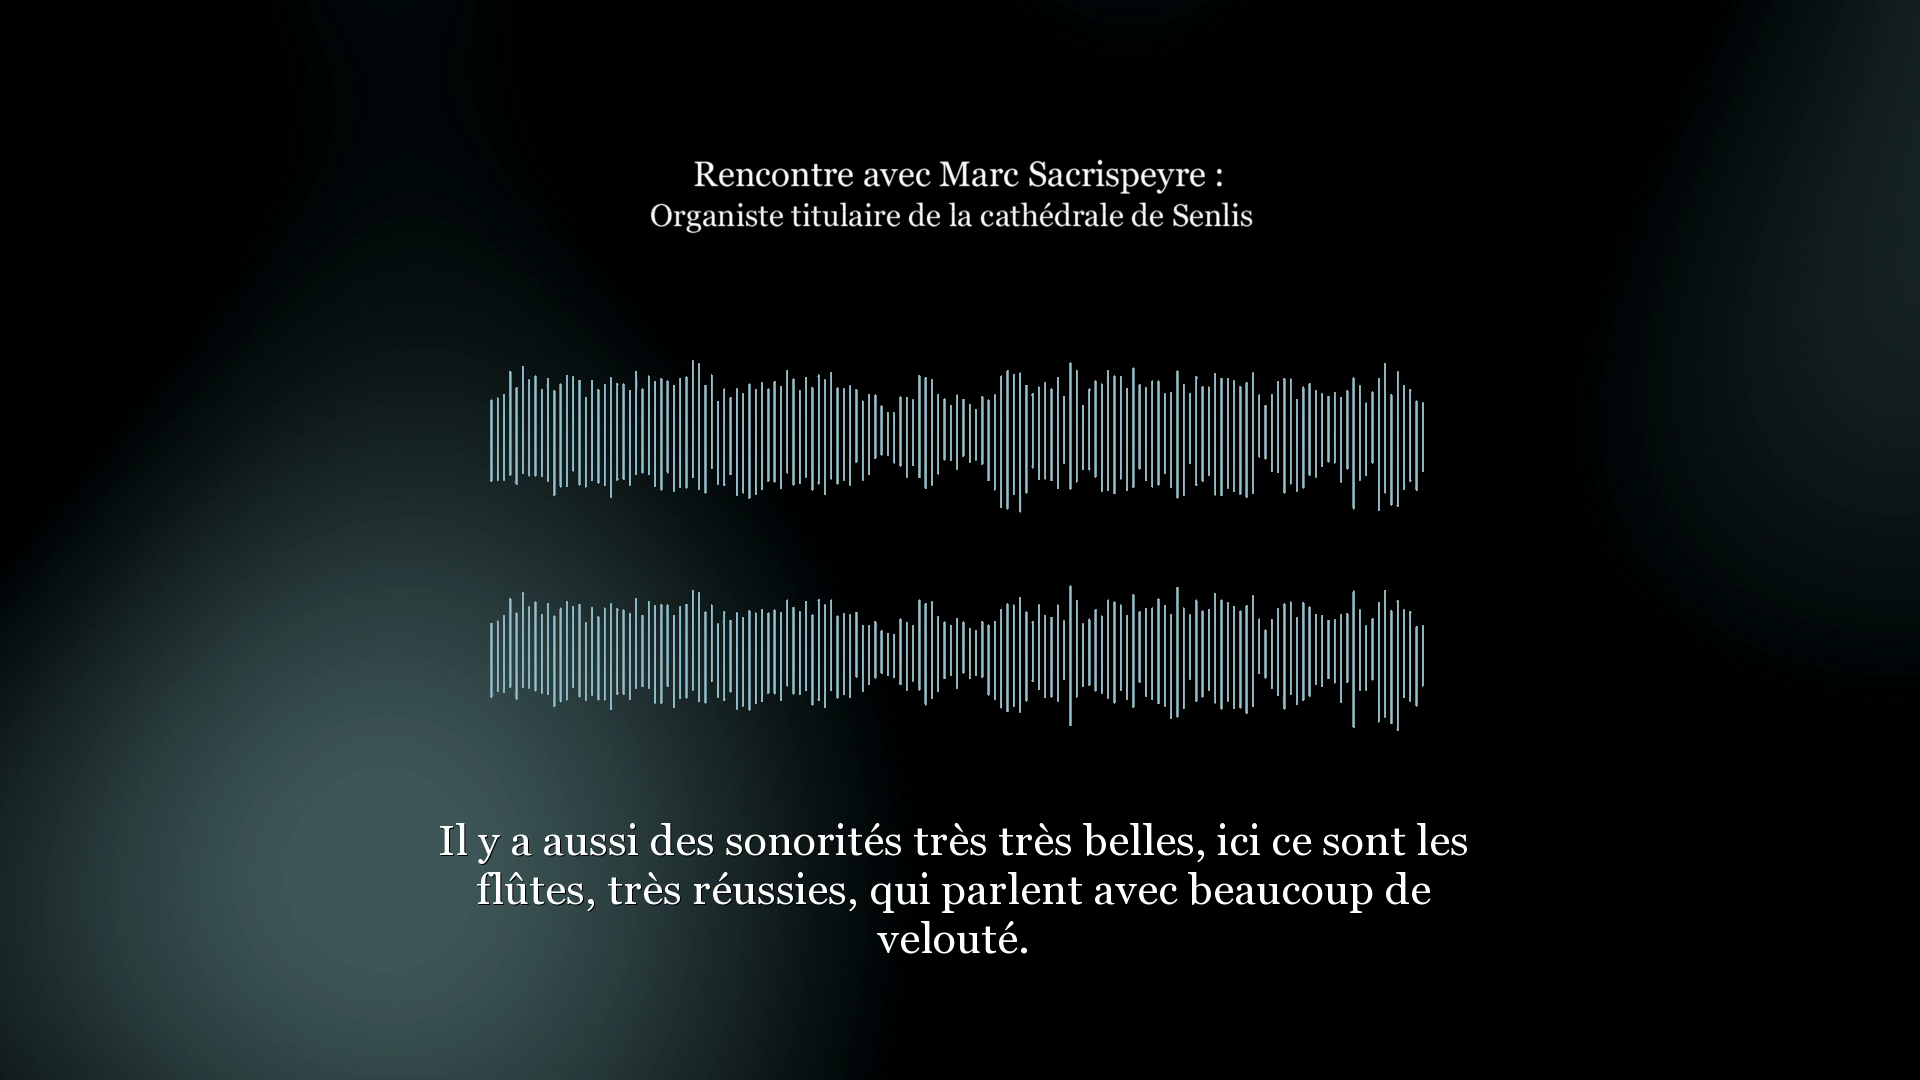 Rencontre avec Marc Sacrispeyre :
Organiste titulaire de la cathédrale de Senlis
Il y a aussi des sonorités très très belles, ici ce sont les
flûtes, très réussies, qui parlent avec beaucoup de
velouté.